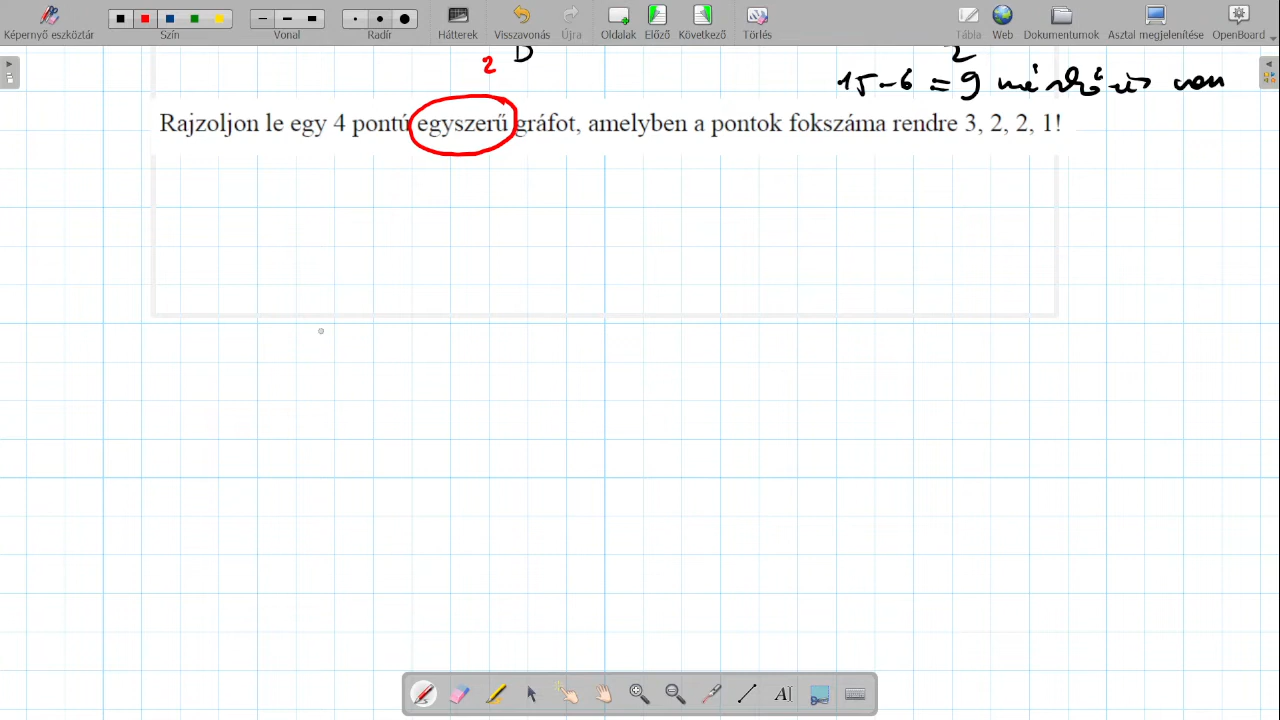 Képernyő eszköztár Szín Vonal Radír Hátterek Visszavonás Újra Oldalak Előző Következő Törlés Tábla Web Dokumentumok Asztal megjelenítése OpenBoard
2 D 2
15-6 = 9 mérkőzés van
Rajzoljon le egy 4 pontú egyszerű gráfot, amelyben a pontok fokszáma rendre 3, 2, 2, 1!